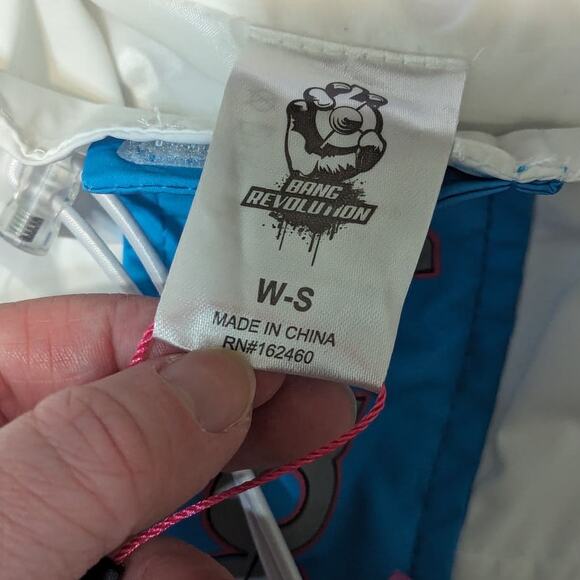 BANG
REVOLUTION
W-S
MADE IN CHINA
RN#162460